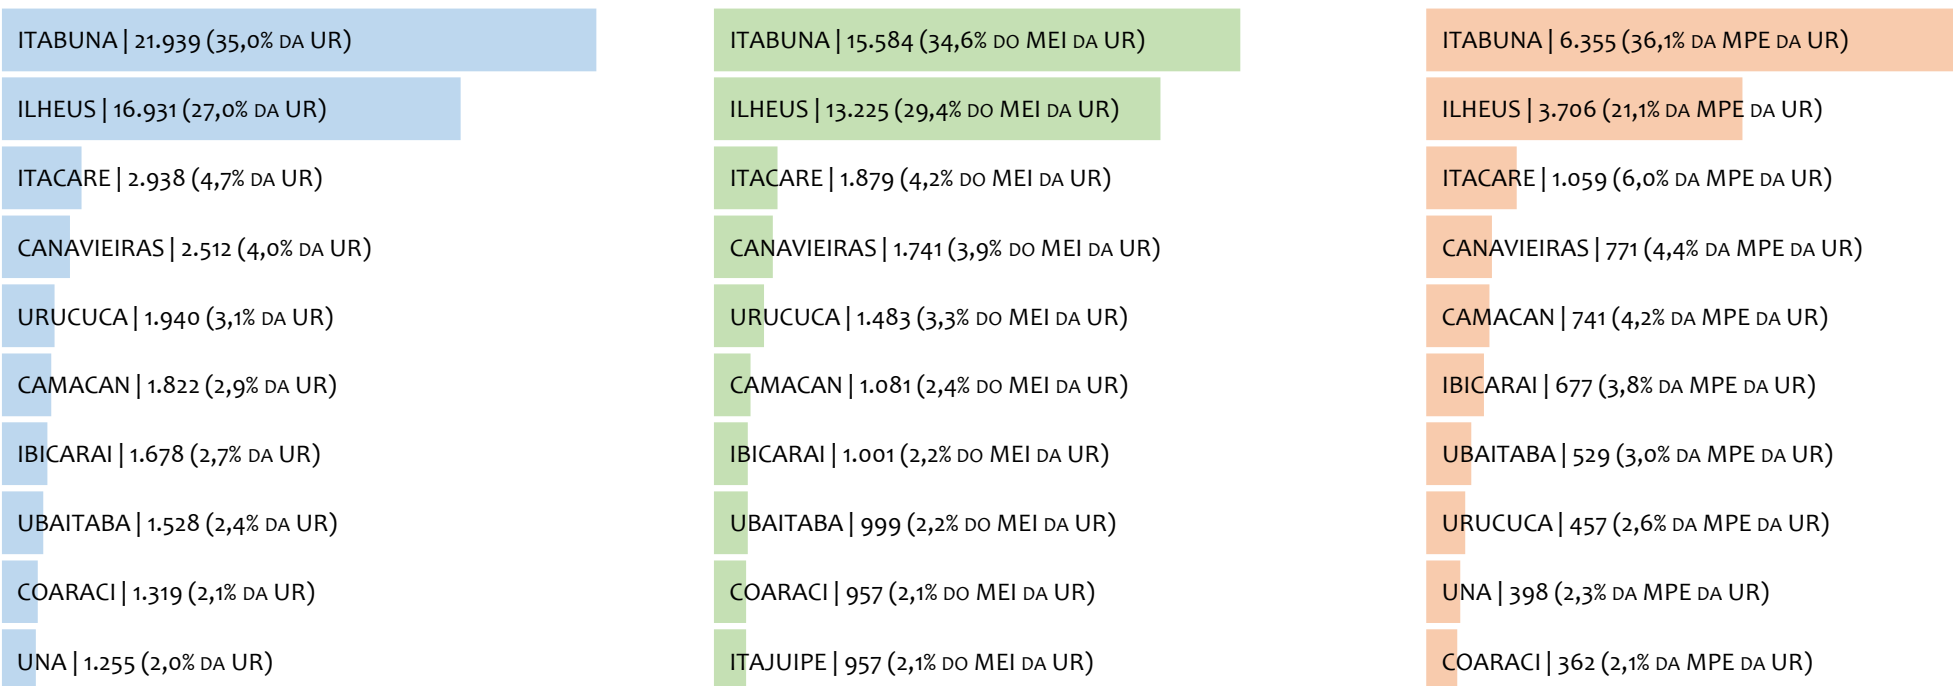 ITABUNA | 21.939 (35,0% DA UR)
ILHEUS | 16.931 (27,0% DA UR)
ITACARE | 2.938 (4,7% DA UR)
CANAVIEIRAS | 2.512 (4,0% DA UR)
URUCUCA | 1.940 (3,1% DA UR)
CAMACAN | 1.822 (2,9% DA UR)
IBICARAI | 1.678 (2,7% DA UR)
UBAITABA | 1.528 (2,4% DA UR)
COARACI | 1.319 (2,1% DA UR)
UNA | 1.255 (2,0% DA UR)
ITABUNA | 15.584 (34,6% DO MEI DA UR)
ILHEUS | 13.225 (29,4% DO MEI DA UR)
ITACARE | 1.879 (4,2% DO MEI DA UR)
CANAVIEIRAS | 1.741 (3,9% DO MEI DA UR)
URUCUCA | 1.483 (3,3% DO MEI DA UR)
CAMACAN | 1.081 (2,4% DO MEI DA UR)
IBICARAI | 1.001 (2,2% DO MEI DA UR)
UBAITABA | 999 (2,2% DO MEI DA UR)
COARACI | 957 (2,1% DO MEI DA UR)
ITAJUIPE | 957 (2,1% DO MEI DA UR)
ITABUNA | 6.355 (36,1% DA MPE DA UR)
ILHEUS | 3.706 (21,1% DA MPE DA UR)
ITACARE | 1.059 (6,0% DA MPE DA UR)
CANAVIEIRAS | 771 (4,4% DA MPE DA UR)
CAMACAN | 741 (4,2% DA MPE DA UR)
IBICARAI | 677 (3,8% DA MPE DA UR)
UBAITABA | 529 (3,0% DA MPE DA UR)
URUCUCA | 457 (2,6% DA MPE DA UR)
UNA | 398 (2,3% DA MPE DA UR)
COARACI | 362 (2,1% DA MPE DA UR)